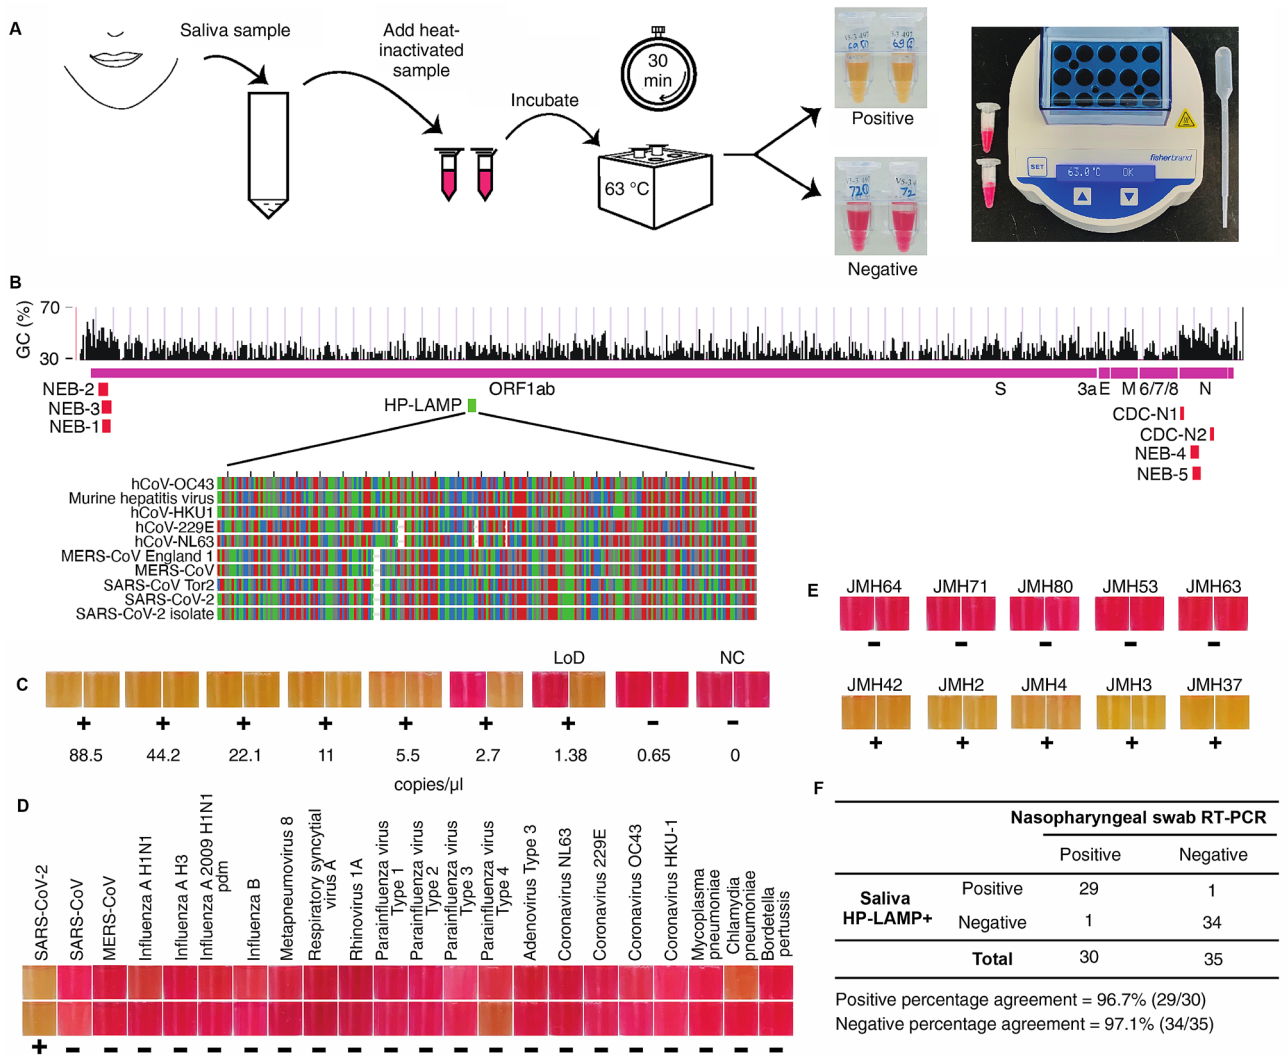 A
Saliva sample
Add heat-
inactivated
sample
Incubate
30
min
63 °C
Positive
Negative
fisherbrand
SET
63.0°C OK
B
GC (%)
70
30
ORF1ab
S
3a
E
M
6/7/8
N
NEB-2
NEB-3
NEB-1
HP-LAMP
CDC-N1
CDC-N2
NEB-4
NEB-5
hCoV-OC43
Murine hepatitis virus
hCoV-HKU1
hCoV-229E
hCoV-NL63
MERS-CoV England 1
MERS-CoV
SARS-CoV Tor2
SARS-CoV-2
SARS-CoV-2 isolate
C
LoD
NC
+ + + + + + + - -
88.5 44.2 22.1 11 5.5 2.7 1.38 0.65 0
copies/µl
D
SARS-CoV-2
SARS-CoV
MERS-CoV
Influenza A H1N1
Influenza A H3
Influenza A 2009 H1N1
pdm
Influenza B
Metapneumovirus 8
Respiratory syncytial
virus A
Rhinovirus 1A
Parainfluenza virus
Type 1
Parainfluenza virus
Type 2
Parainfluenza virus
Type 3
Parainfluenza virus
Type 4
Adenovirus Type 3
Coronavirus NL63
Coronavirus 229E
Coronavirus OC43
Coronavirus HKU-1
Mycoplasma
pneumoniae
Chlamydia
pneumoniae
Bordetella
pertussis
+ - - - - - - - - - - - - - - - - - - - - -
E
JMH64 JMH71 JMH80 JMH53 JMH63
- - - - -
JMH42 JMH2 JMH4 JMH3 JMH37
+ + + + +
F
Nasopharyngeal swab RT-PCR
Positive Negative
Saliva
HP-LAMP+
Positive 29 1
Negative 1 34
Total 30 35
Positive percentage agreement = 96.7% (29/30)
Negative percentage agreement = 97.1% (34/35)